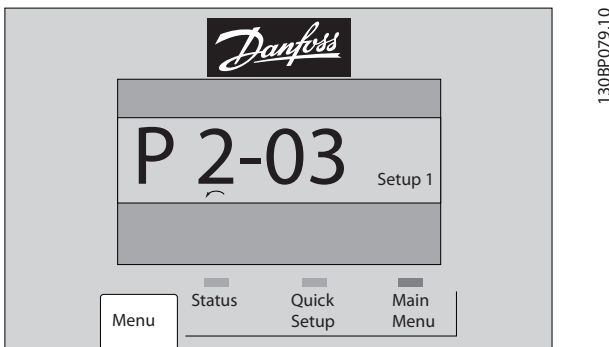 Danfoss
P 2-03
Setup 1
Status
Quick
Setup
Main
Menu
Menu
130BP079.10